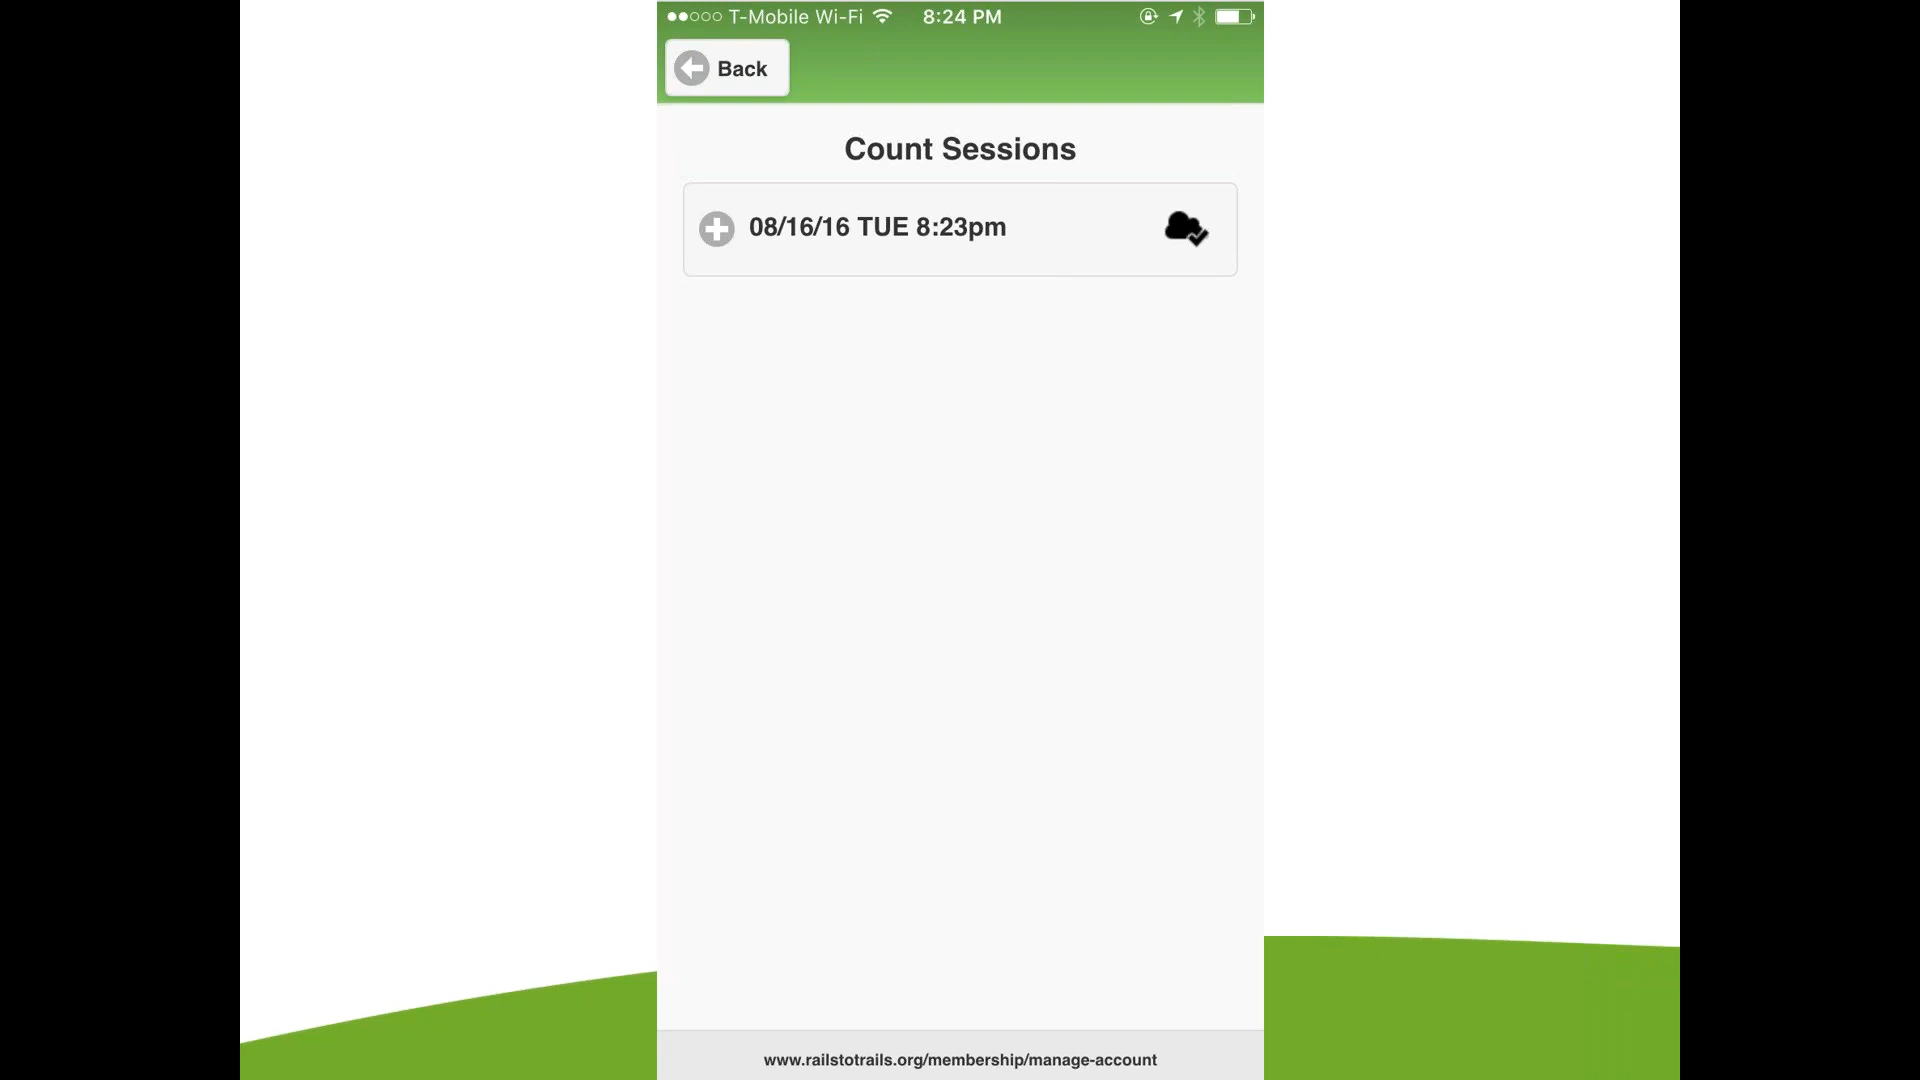 T-Mobile Wi-Fi 8:24 PM
Back
Count Sessions
08/16/16 TUE 8:23pm
www.railstotrails.org/membership/manage-account